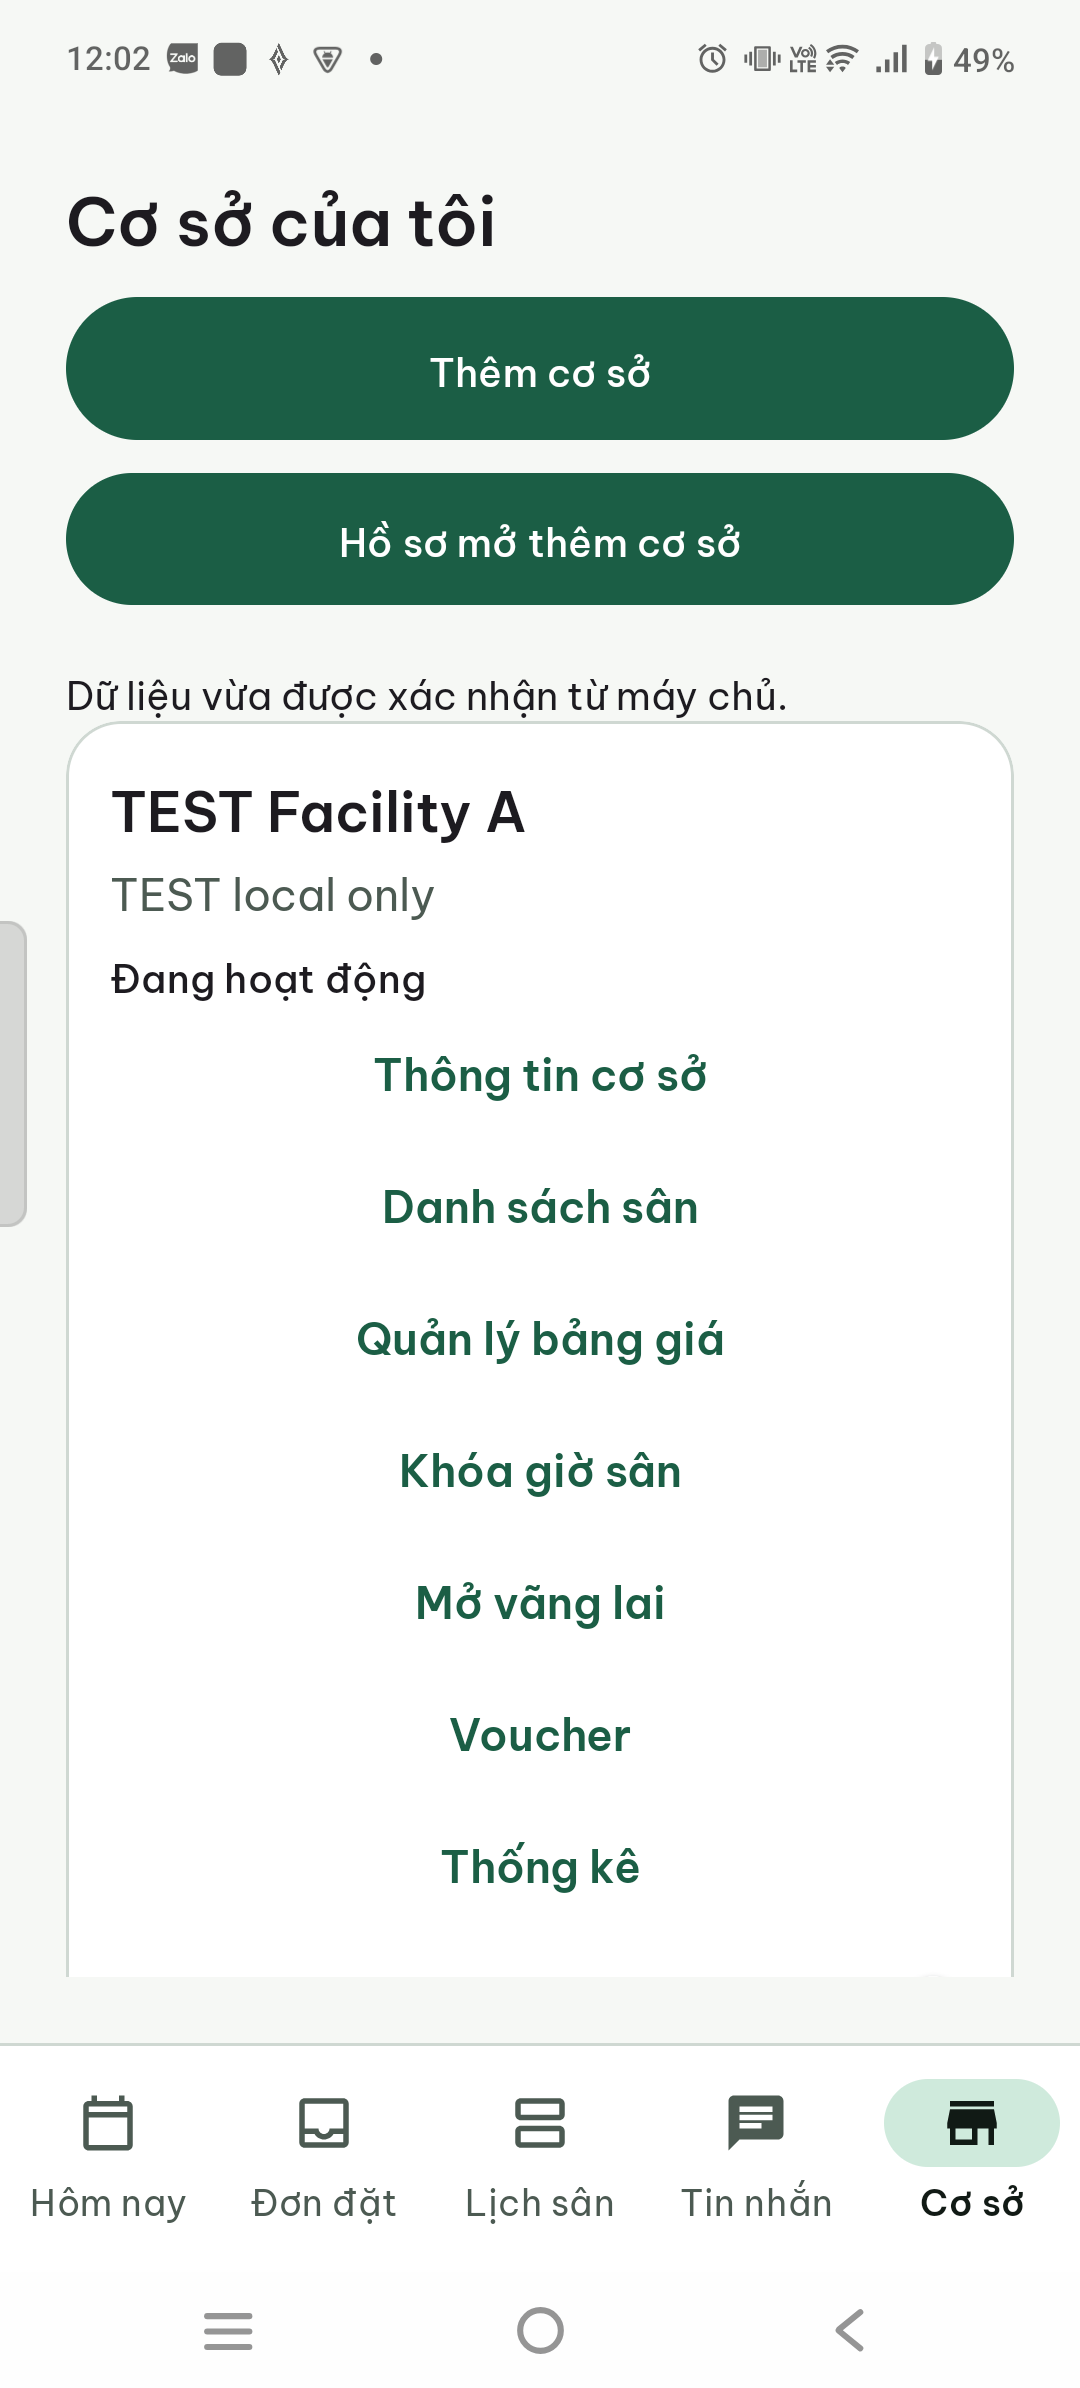 12:02 Zalo VoLTE 49%
Cơ sở của tôi
Thêm cơ sở
Hồ sơ mở thêm cơ sở
Dữ liệu vừa được xác nhận từ máy chủ.
TEST Facility A
TEST local only
Đang hoạt động
Thông tin cơ sở
Danh sách sân
Quản lý bảng giá
Khóa giờ sân
Mở vãng lai
Voucher
Thống kê
Hôm nay Đơn đặt Lịch sân Tin nhắn Cơ sở